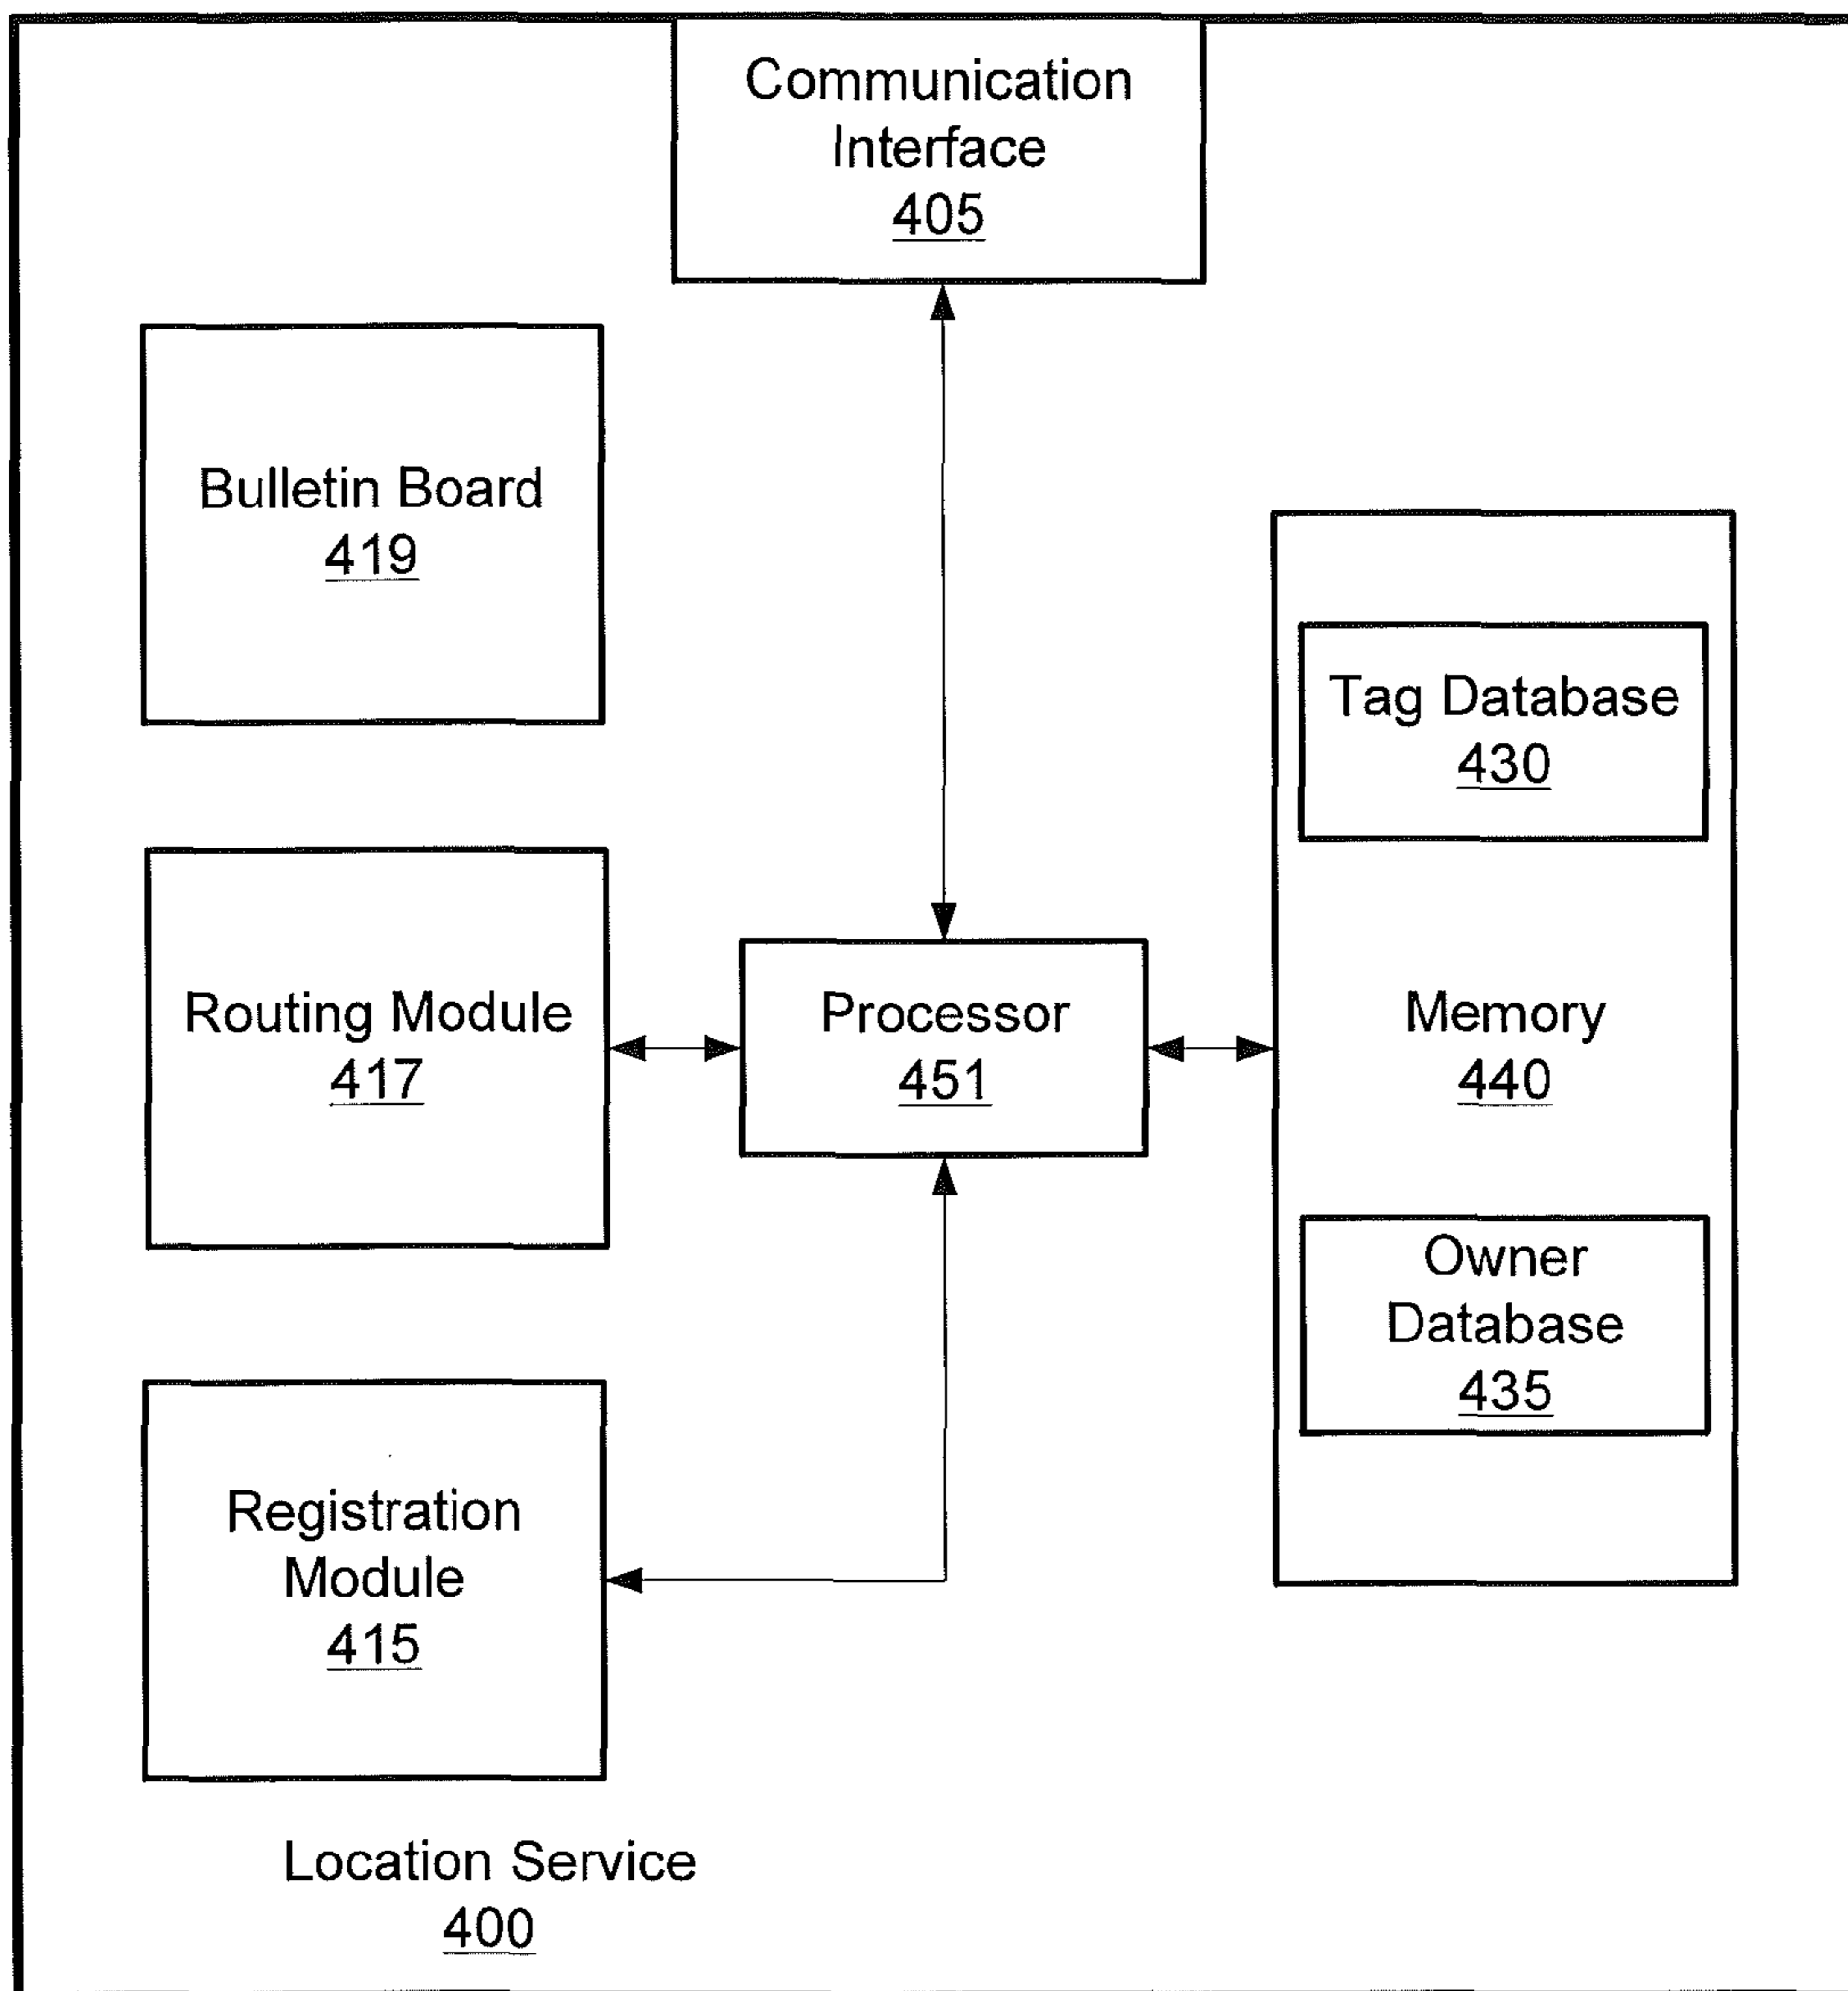 Communication
Interface
405
Bulletin Board
419
Tag Database
430
Routing Module
417
Processor
451
Memory
440
Owner
Database
435
Registration
Module
415
Location Service
400